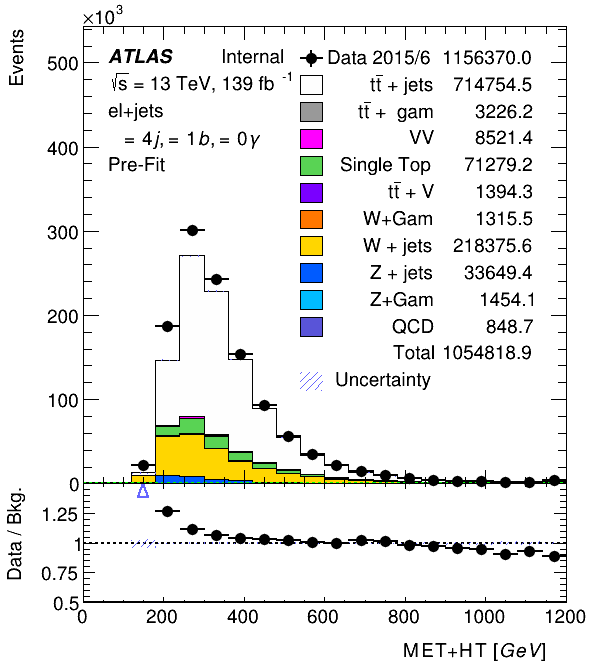 ×10³
Events
500
400
300
200
100
0
ATLAS Internal
√s = 13 TeV, 139 fb⁻¹
el+jets
= 4j, = 1b, = 0γ
Pre-Fit
Data 2015/6 1156370.0
tt̄ + jets 714754.5
tt̄ + gam 3226.2
VV 8521.4
Single Top 71279.2
tt̄ + V 1394.3
W+Gam 1315.5
W + jets 218375.6
Z + jets 33649.4
Z+Gam 1454.1
QCD 848.7
Total 1054818.9
Uncertainty
Data / Bkg.
1.25
1
0.75
0.5
0 200 400 600 800 1000 1200
MET+HT [GeV]